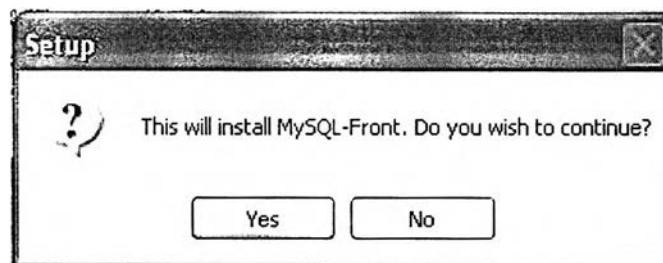 Setup
This will install MySQL-Front. Do you wish to continue?
Yes
No